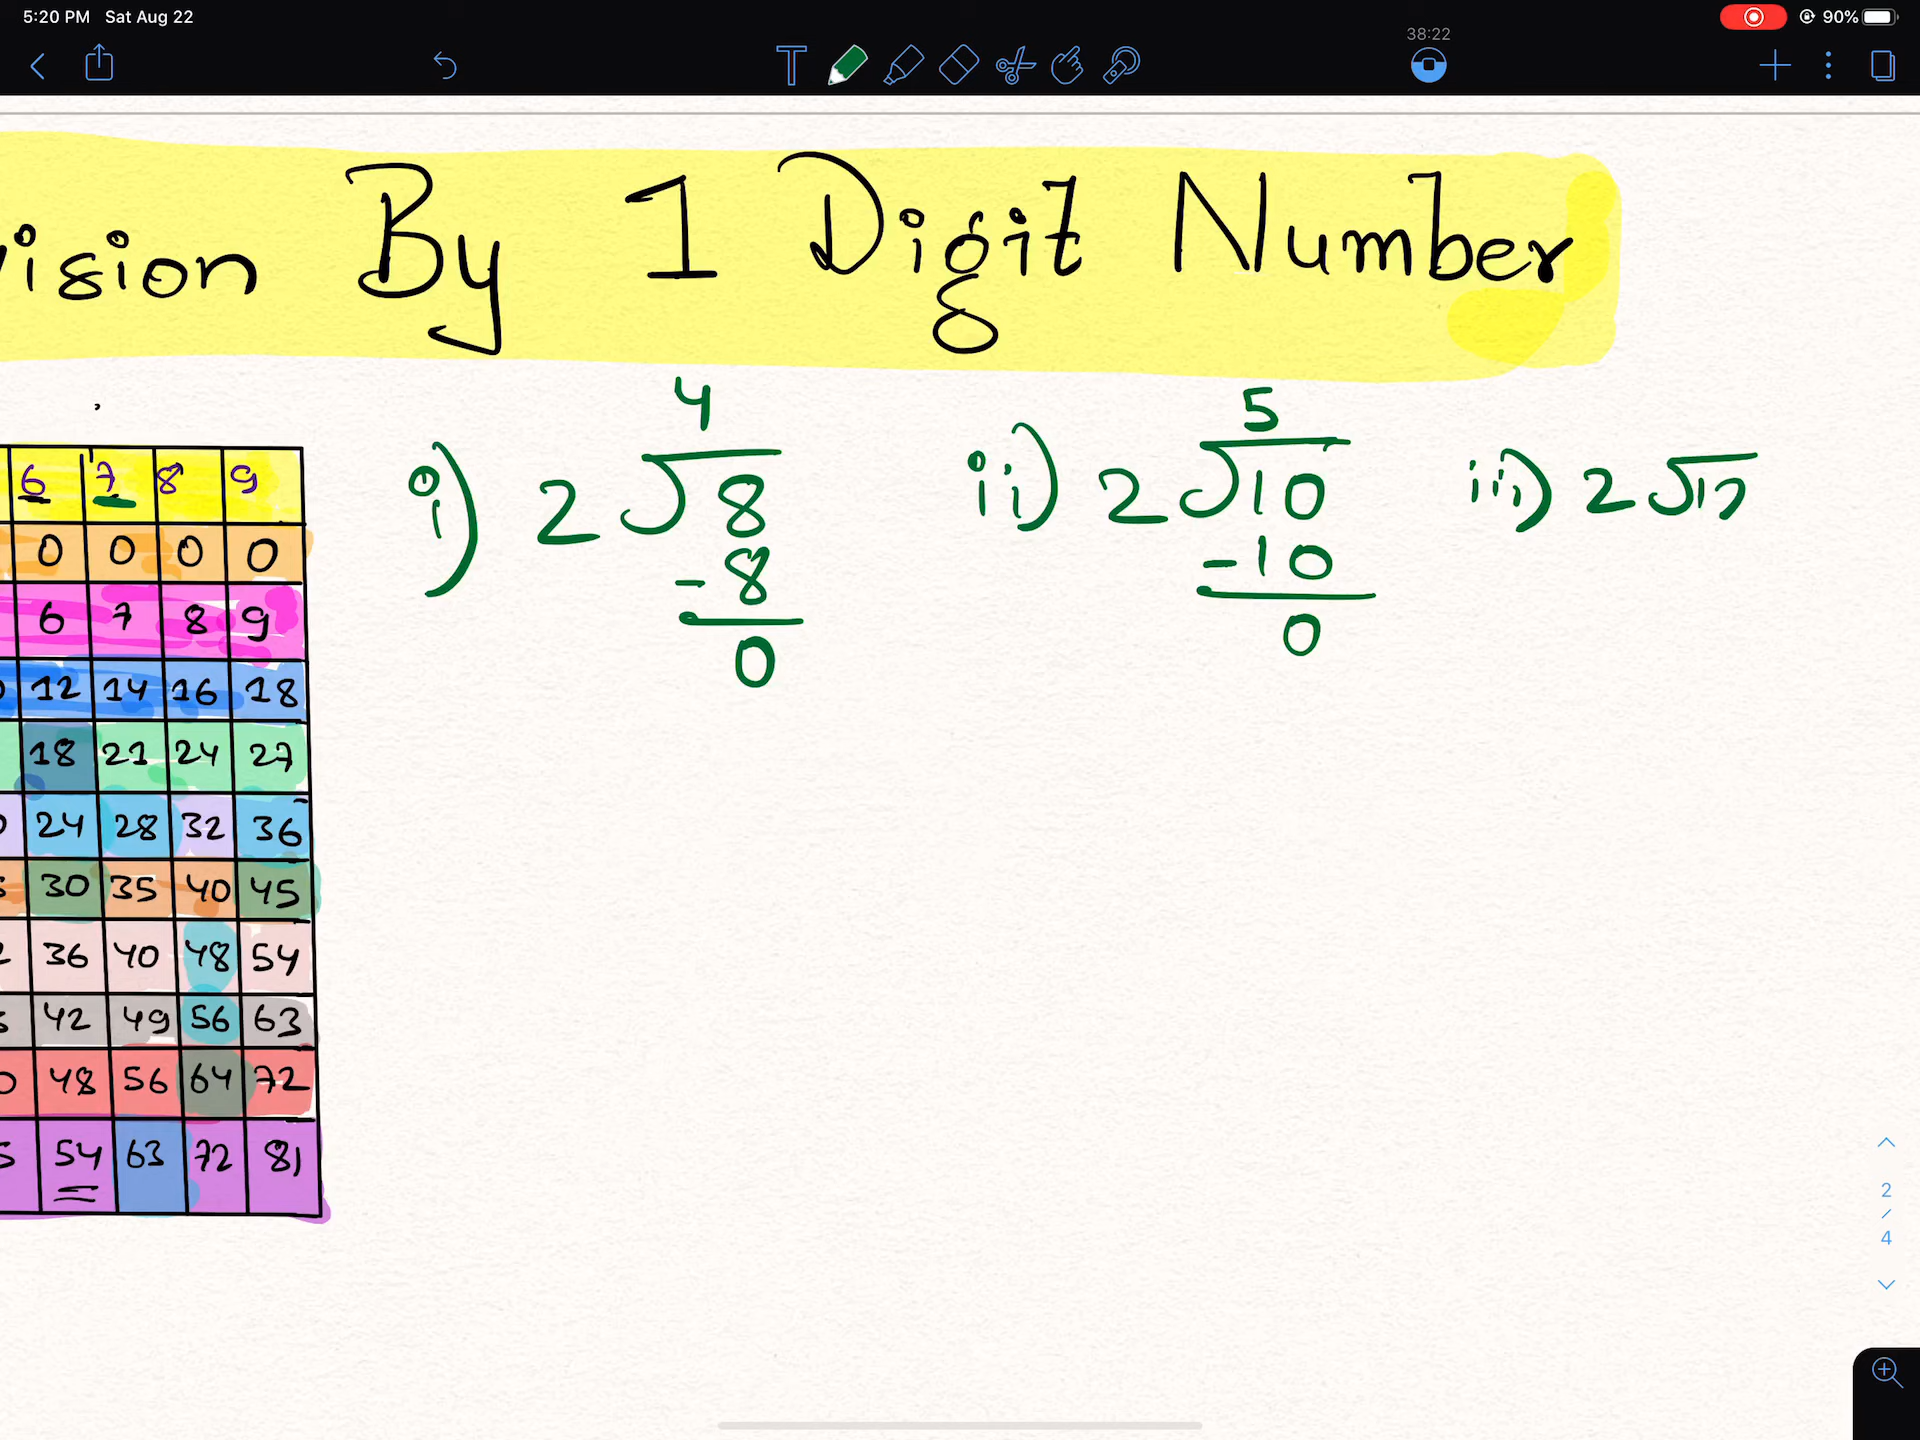 5:20 PM Sat Aug 22
90%
38:22
ision By 1 Digit Number
6 7 8 9
0 0 0 0
6 7 8 9
12 14 16 18
18 21 24 27
24 28 32 36
30 35 40 45
36 40 48 54
42 49 56 63
48 56 64 72
54 63 72 81
4
i) 2 8
-8
0
5
ii) 2 10
-10
0
iii) 2
2
/
4